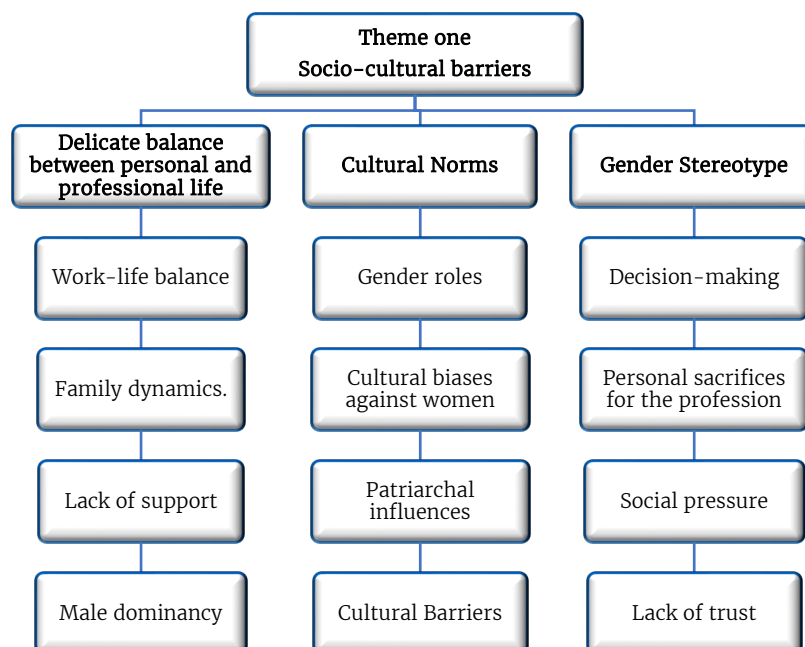 Theme one
Socio-cultural barriers
Delicate balance
between personal and
professional life
Cultural Norms
Gender Stereotype
Work-life balance
Gender roles
Decision-making
Family dynamics.
Cultural biases
against women
Personal sacrifices
for the profession
Lack of support
Patriarchal
influences
Social pressure
Male dominancy
Cultural Barriers
Lack of trust